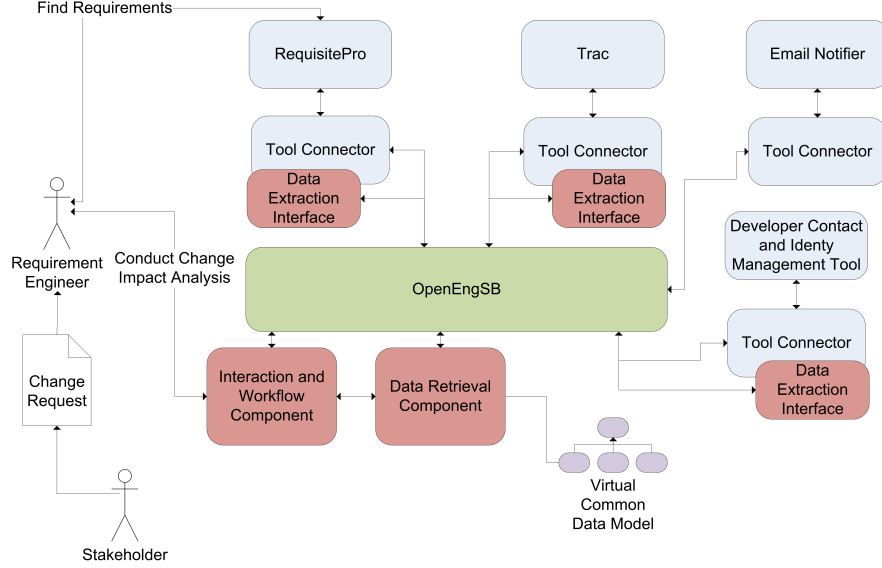 Find Requirements
RequisitePro
Trac
Email Notifier
Tool Connector
Data
Extraction
Interface
Tool Connector
Data
Extraction
Interface
Tool Connector
Developer Contact
and Identy
Management Tool
Requirement
Engineer
Conduct Change
Impact Analysis
OpenEngSB
Tool Connector
Data
Extraction
Interface
Change
Request
Interaction and
Workflow
Component
Data Retrieval
Component
Virtual
Common
Data Model
Stakeholder